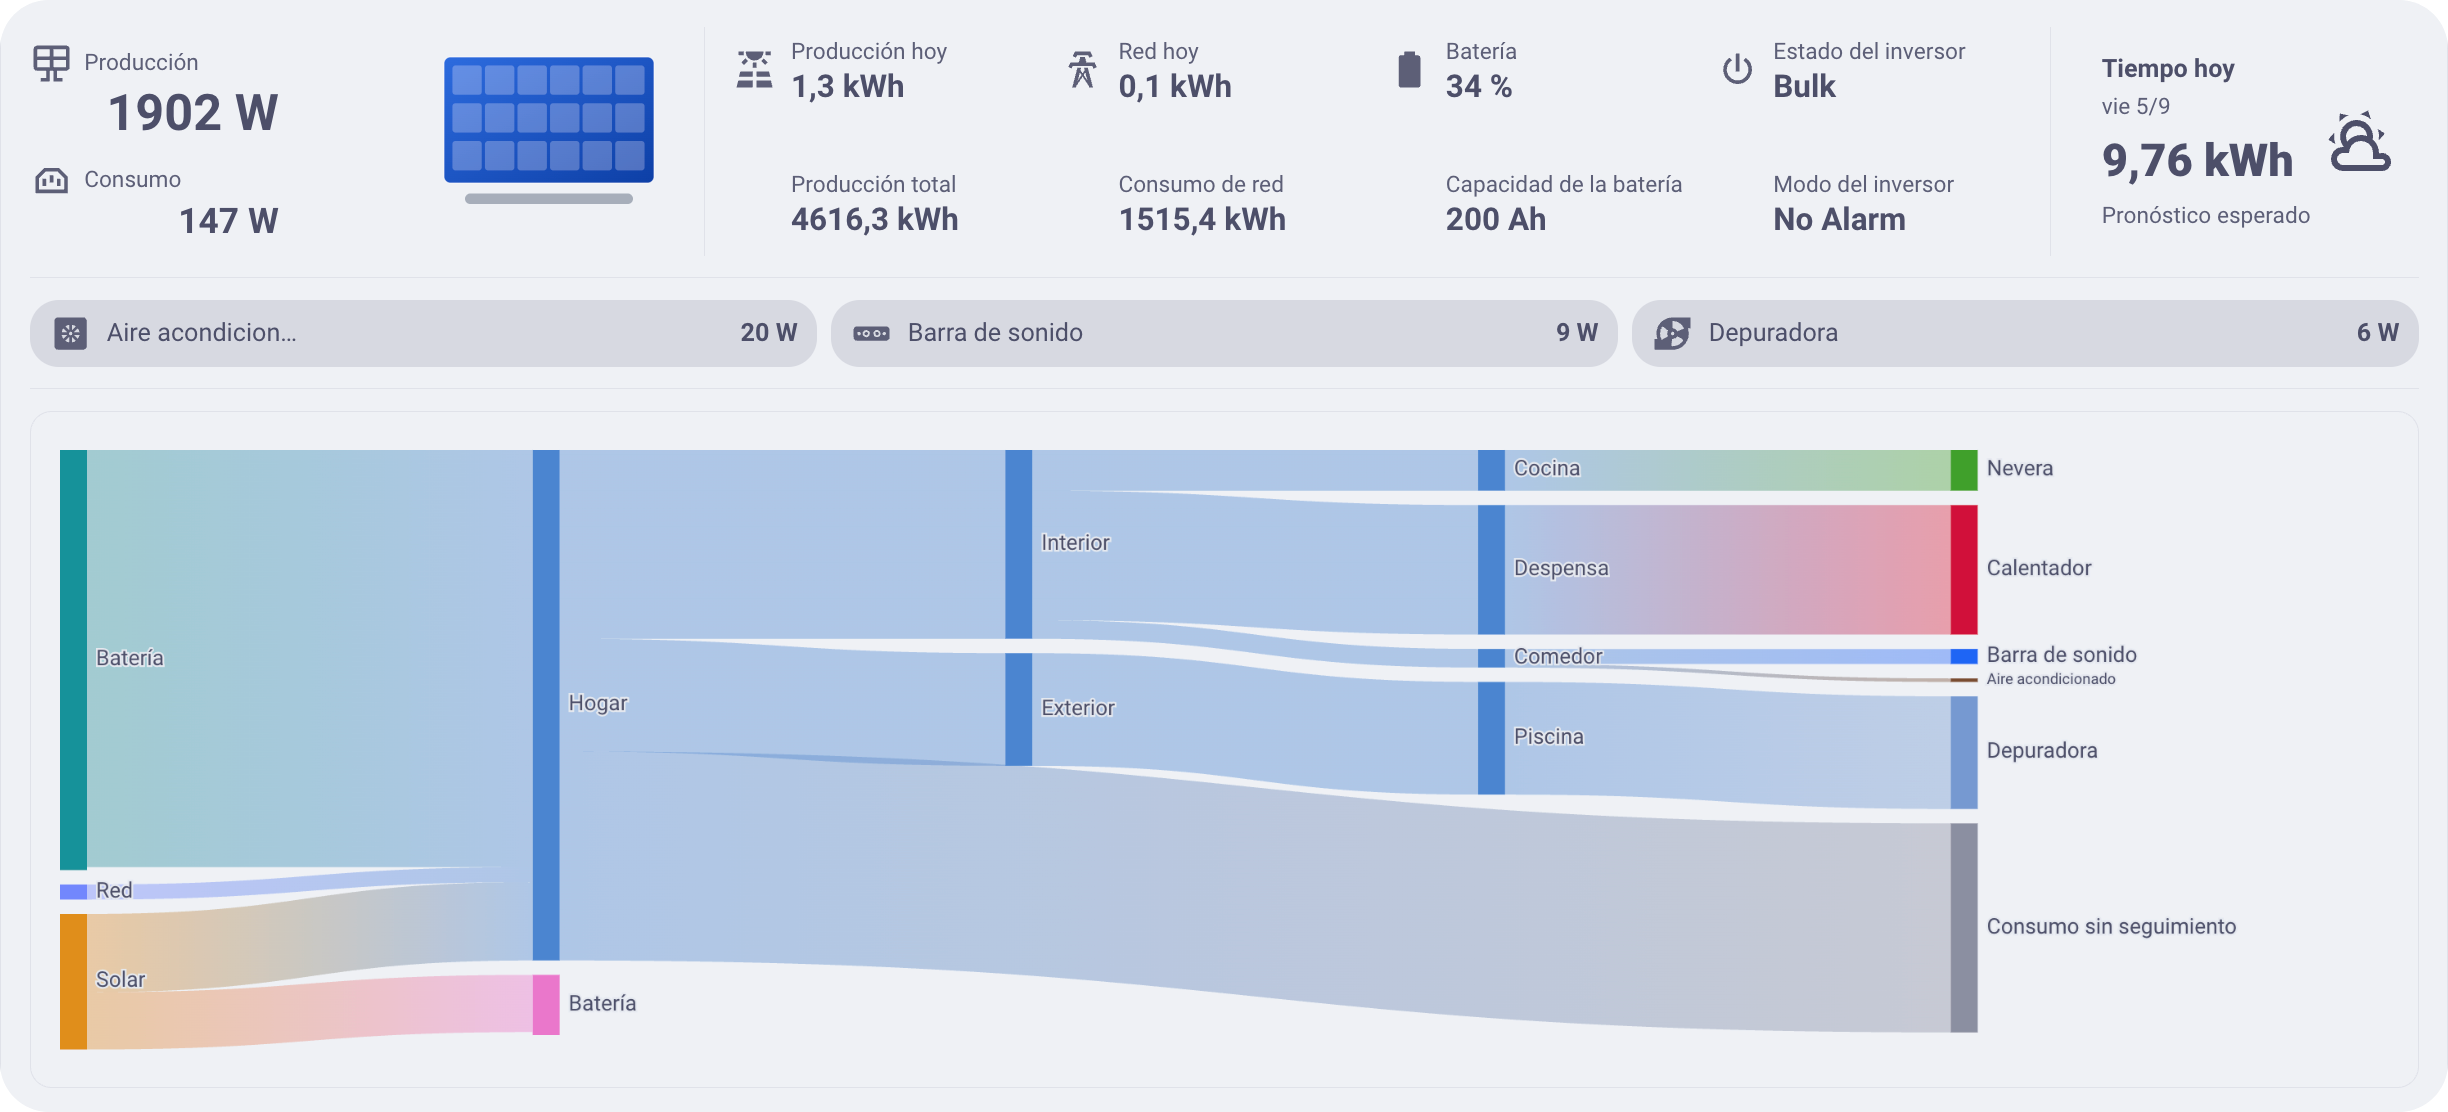 Producción
1902 W
Consumo
147 W
Producción hoy
1,3 kWh
Red hoy
0,1 kWh
Batería
34 %
Estado del inversor
Bulk
Producción total
4616,3 kWh
Consumo de red
1515,4 kWh
Capacidad de la batería
200 Ah
Modo del inversor
No Alarm
Tiempo hoy
vie 5/9
9,76 kWh
Pronóstico esperado
Aire acondicion... 20 W
Barra de sonido 9 W
Depuradora 6 W
Batería
Red
Solar
Hogar
Batería
Interior
Exterior
Cocina
Despensa
Comedor
Piscina
Nevera
Calentador
Barra de sonido
Aire acondicionado
Depuradora
Consumo sin seguimiento